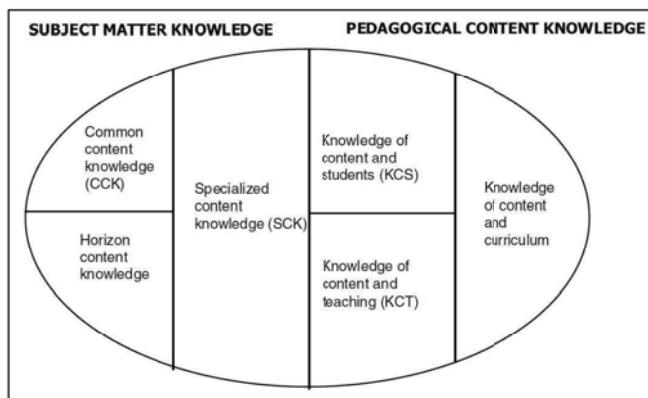 SUBJECT MATTER KNOWLEDGE
PEDAGOGICAL CONTENT KNOWLEDGE
Common
content
knowledge
(CCK)
Horizon
content
knowledge
Specialized
content
knowledge (SCK)
Knowledge of
content and
students (KCS)
Knowledge of
content and
teaching (KCT)
Knowledge
of content
and
curriculum